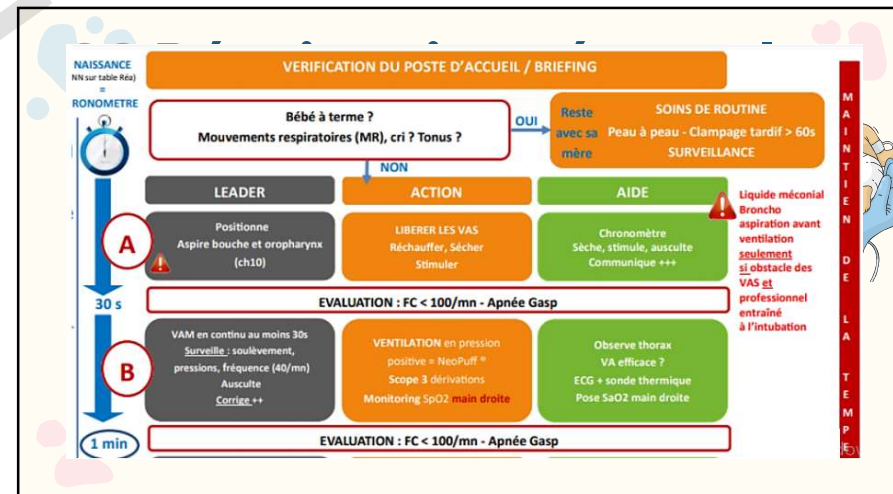 NAISSANCE
NN sur table Réa)
=
RONOMETRE
VERIFICATION DU POSTE D'ACCUEIL / BRIEFING
Bébé à terme ?
Mouvements respiratoires (MR), cri ? Tonus ?
OUI
Reste
avec sa
mère
SOINS DE ROUTINE
Peau à peau - Clampage tardif > 60s
SURVEILLANCE
NON
LEADER
ACTION
AIDE
A
Positionne
Aspire bouche et oropharynx
(ch10)
LIBERER LES VAS
Réchauffer, Sécher
Stimuler
Chronomètre
Sèche, stimule, ausculte
Communique +++
Liquide méconial
Broncho
aspiration avant
ventilation
seulement
si obstacle des
VAS et
professionnel
entraîné
à l'intubation
30 s
EVALUATION : FC < 100/mn - Apnée Gasp
B
VAM en continu au moins 30s
Surveille : soulèvement,
pressions, fréquence (40/mn)
Ausculte
Corrige ++
VENTILATION en pression
positive = NeoPuff ®
Scope 3 dérivations
Monitoring SpO2 main droite
Observe thorax
VA efficace ?
ECG + sonde thermique
Pose SaO2 main droite
1 min
EVALUATION : FC < 100/mn - Apnée Gasp
MAINTIEN DE LA TEMPE